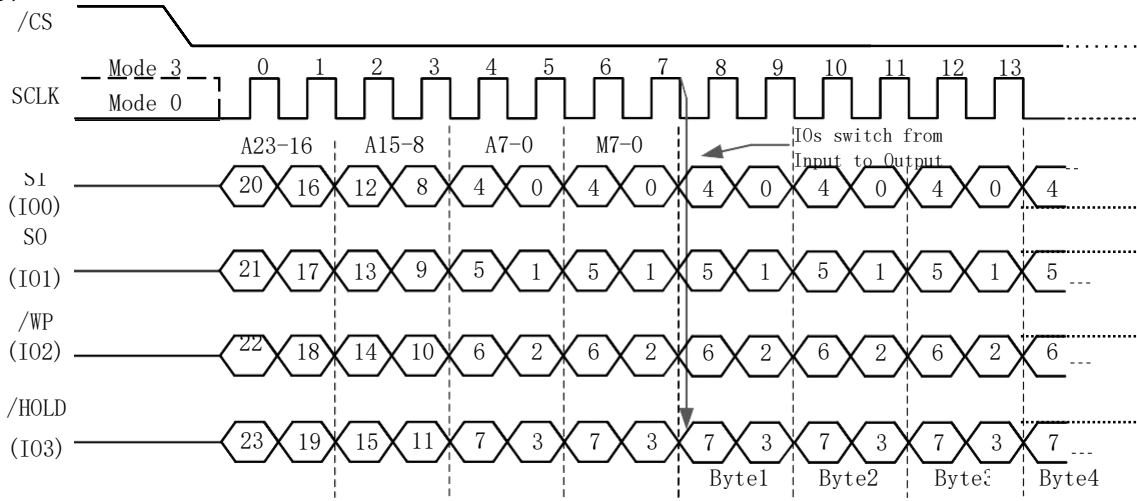 /CS
Mode 3
0 1 2 3 4 5 6 7 8 9 10 11 12 13
SCLK
Mode 0
A23-16 A15-8 A7-0 M7-0
IOs switch from
Input to Output
SI
(IO0)
20 16 12 8 4 0 4 0 4 0 4 0 4 0 4
SO
(IO1)
21 17 13 9 5 1 5 1 5 1 5 1 5 1 5
/WP
(IO2)
22 18 14 10 6 2 6 2 6 2 6 2 6 2 6
/HOLD
(IO3)
23 19 15 11 7 3 7 3 7 3 7 3 7 3 7
Byte1 Byte2 Byte3 Byte4